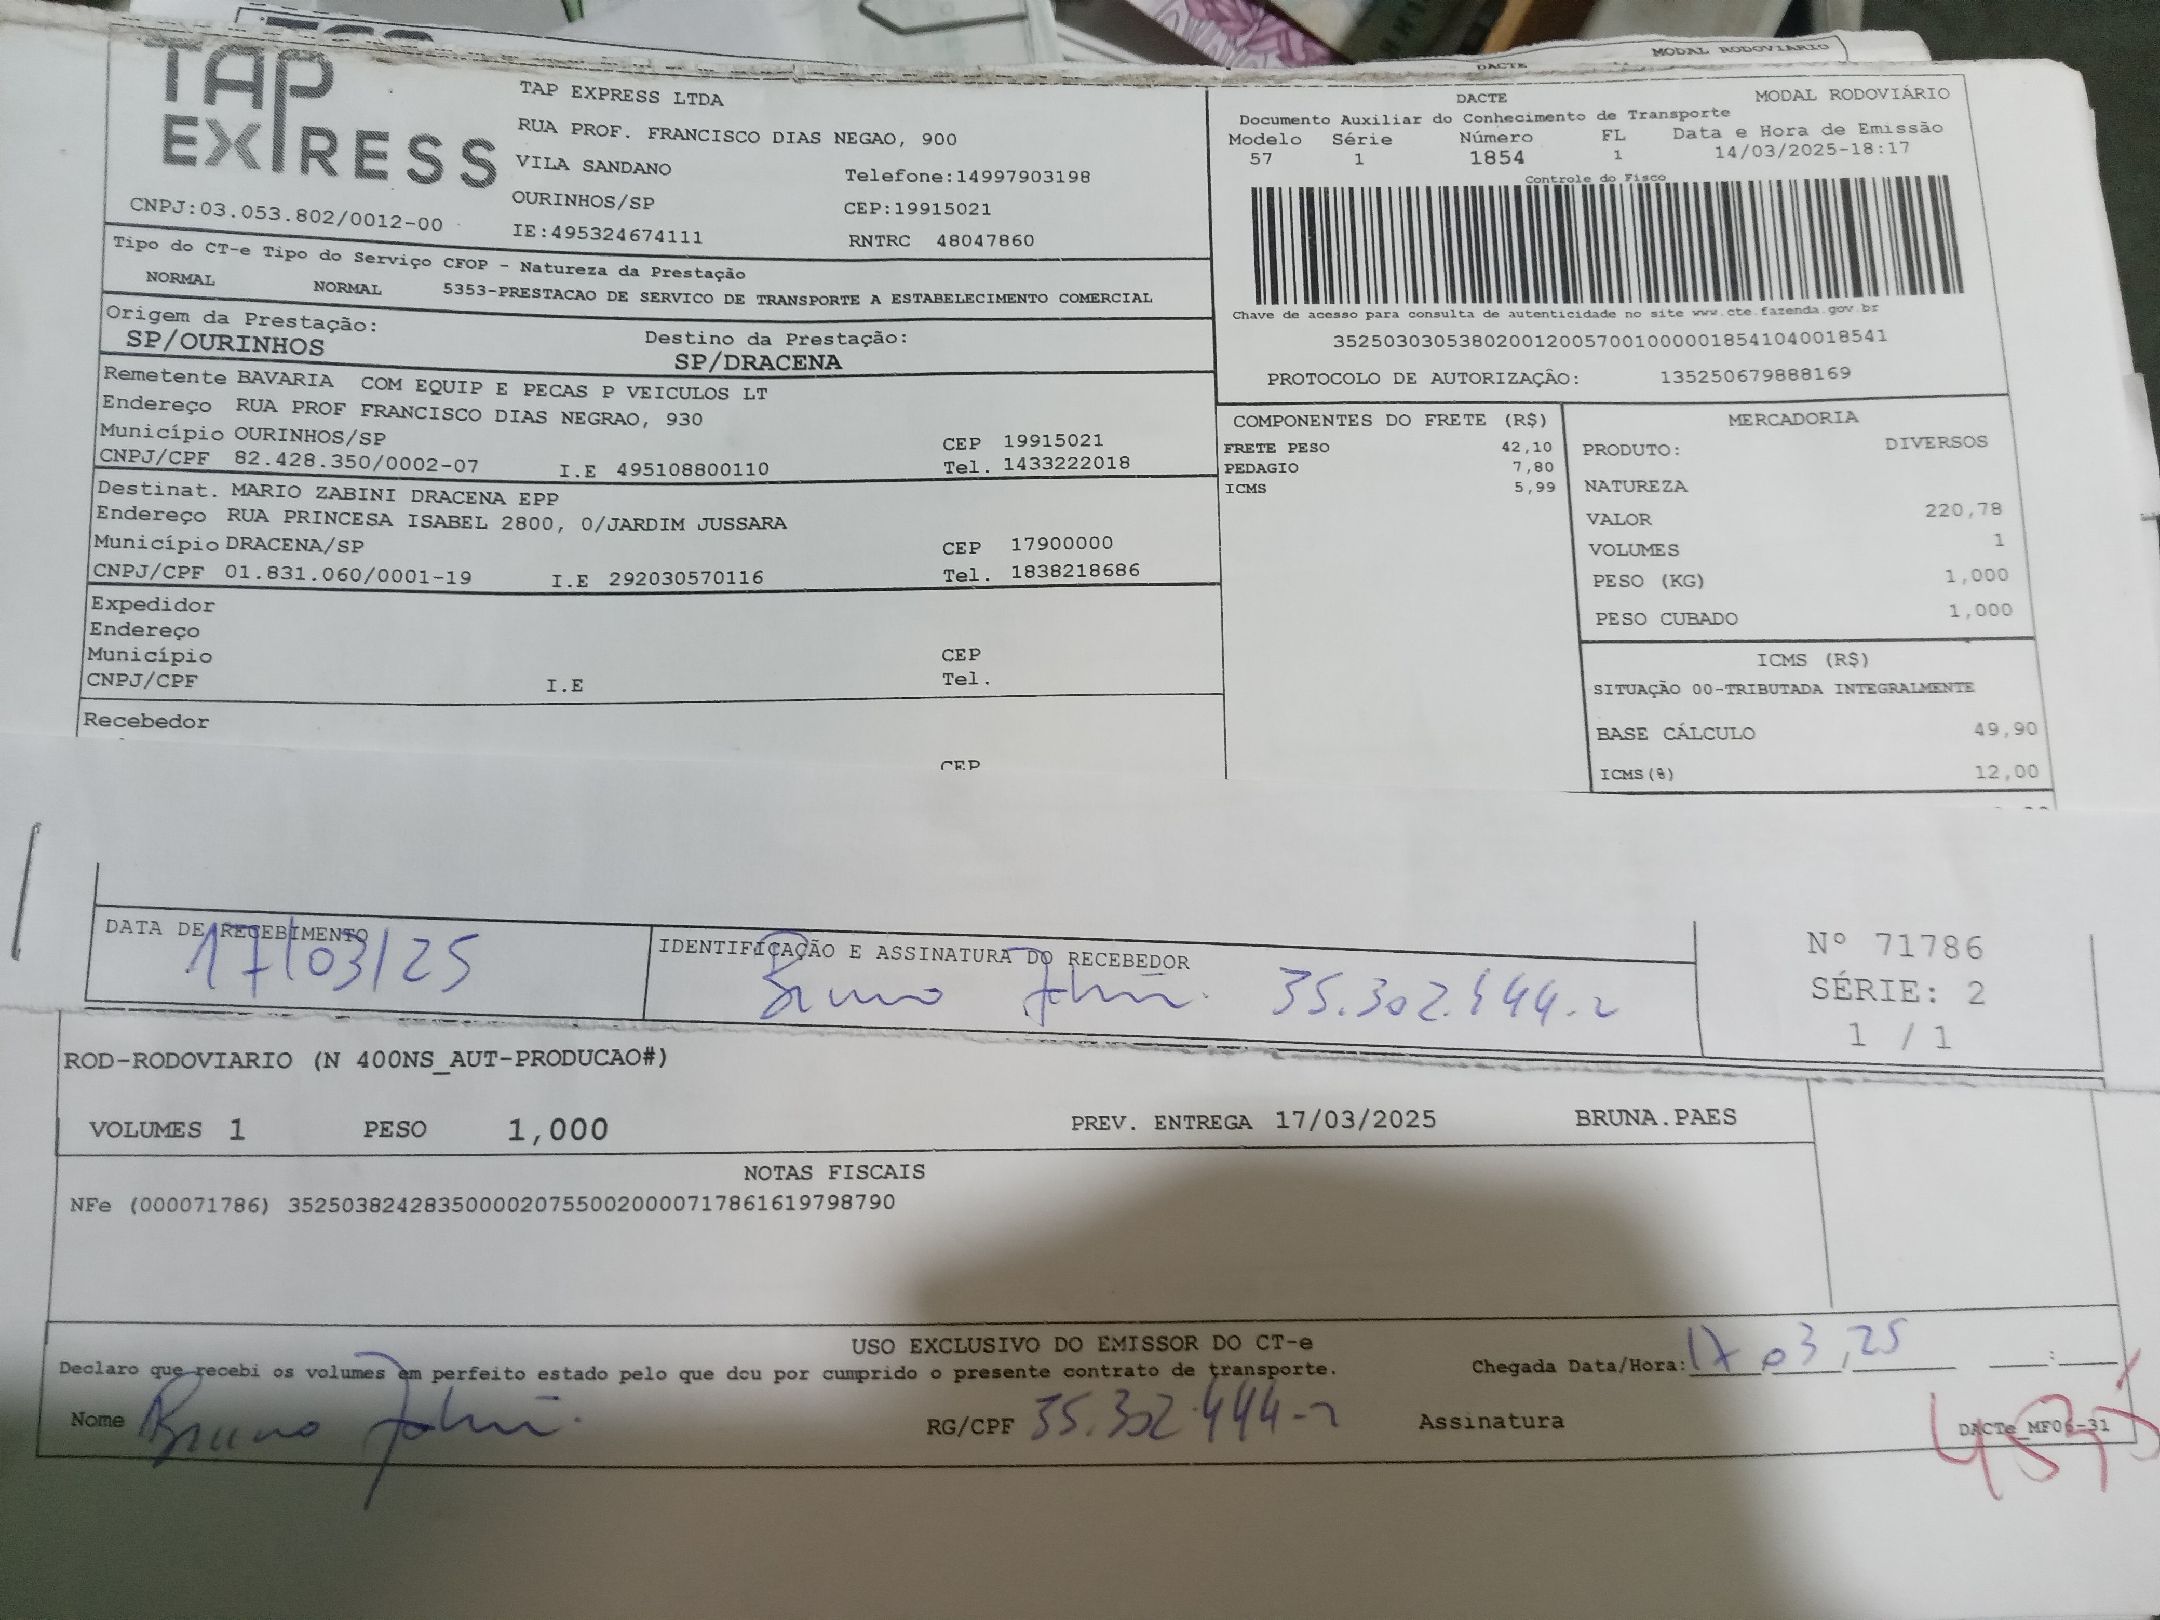 TAP
EXPRESS
TAP EXPRESS LTDA
RUA PROF. FRANCISCO DIAS NEGAO, 900
VILA SANDANO
Telefone:14997903198
OURINHOS/SP
CEP:19915021
CNPJ:03.053.802/0012-00
IE:495324674111
RNTRC 48047860
MODAL RODOVIARIO
DACTE
DACTE
MODAL RODOVIÁRIO
Documento Auxiliar do Conhecimento de Transporte
Modelo Série Número FL Data e Hora de Emissão
57 1 1854 1 14/03/2025-18:17
Controle do Fisco
Chave de acesso para consulta de autenticidade no site www.cte.fazenda.gov.br
35250303053802001200570010000018541040018541
PROTOCOLO DE AUTORIZAÇÃO: 135250679888169
Tipo do CT-e Tipo do Serviço CFOP - Natureza da Prestação
NORMAL NORMAL 5353-PRESTACAO DE SERVICO DE TRANSPORTE A ESTABELECIMENTO COMERCIAL
Origem da Prestação: Destino da Prestação:
SP/OURINHOS SP/DRACENA
Remetente BAVARIA COM EQUIP E PECAS P VEICULOS LT
Endereço RUA PROF FRANCISCO DIAS NEGRAO, 930
Município OURINHOS/SP CEP 19915021
CNPJ/CPF 82.428.350/0002-07 I.E 495108800110 Tel. 1433222018
Destinat. MARIO ZABINI DRACENA EPP
Endereço RUA PRINCESA ISABEL 2800, 0/JARDIM JUSSARA
Município DRACENA/SP CEP 17900000
CNPJ/CPF 01.831.060/0001-19 I.E 292030570116 Tel. 1838218686
Expedidor
Endereço
Município CEP
CNPJ/CPF I.E Tel.
Recebedor
CEP
COMPONENTES DO FRETE (R$)
FRETE PESO 42,10
PEDAGIO 7,80
ICMS 5,99
MERCADORIA
PRODUTO: DIVERSOS
NATUREZA
VALOR 220,78
VOLUMES 1
PESO (KG) 1,000
PESO CUBADO 1,000
ICMS (R$)
SITUAÇÃO 00-TRIBUTADA INTEGRALMENTE
BASE CÁLCULO 49,90
ICMS(%) 12,00
DATA DE RECEBIMENTO
17/03/25
IDENTIFICAÇÃO E ASSINATURA DO RECEBEDOR
Bruno 35.302.444-2
Nº 71786
SÉRIE: 2
1 / 1
ROD-RODOVIARIO (N 400NS_AUT-PRODUCAO#)
VOLUMES 1 PESO 1,000 PREV. ENTREGA 17/03/2025 BRUNA.PAES
NOTAS FISCAIS
NFe (000071786) 35250382428350000207550020000717861619798790
USO EXCLUSIVO DO EMISSOR DO CT-e
Declaro que recebi os volumes em perfeito estado pelo que dou por cumprido o presente contrato de transporte. Chegada Data/Hora: 17 03 25 :
Nome Bruno RG/CPF 35.302.444-2 Assinatura
DACTe_MF06-31